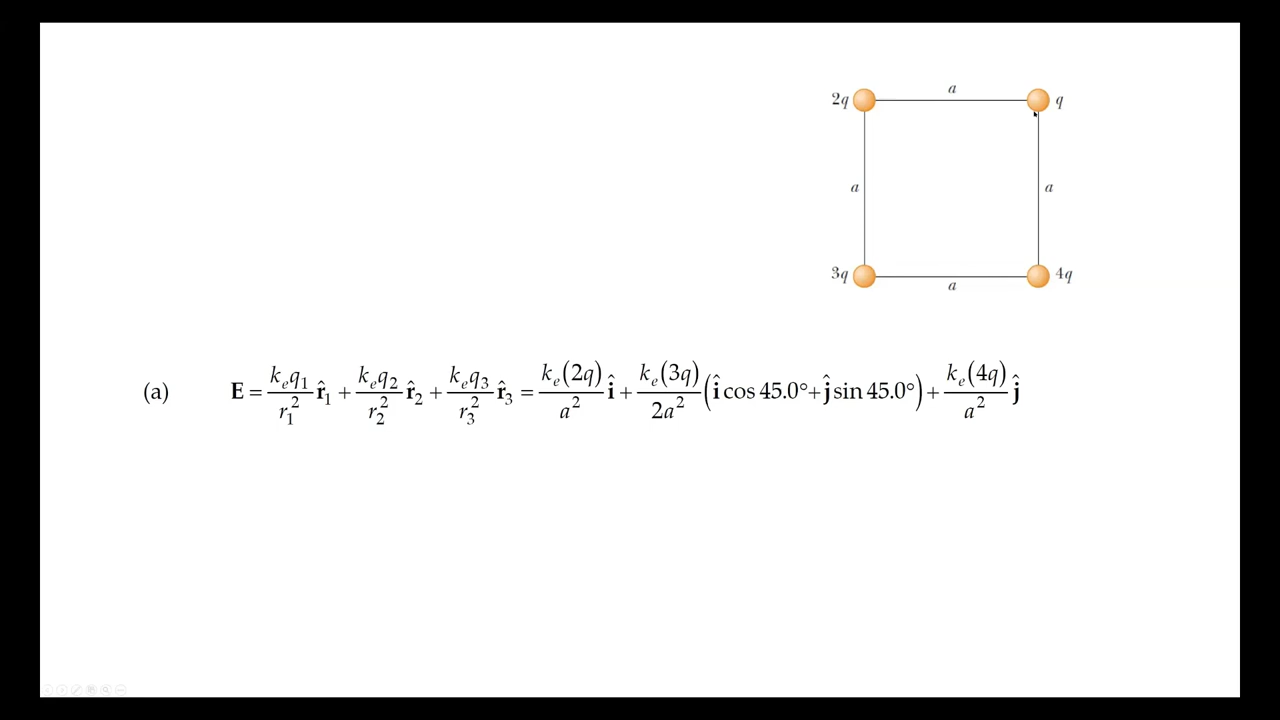 2q a q
a a
3q 4q
a
(a) E = k_e q_1 / r_1^2 r̂_1 + k_e q_2 / r_2^2 r̂_2 + k_e q_3 / r_3^2 r̂_3 = k_e(2q) / a^2 î + k_e(3q) / 2a^2 (î cos 45.0° + ĵ sin 45.0°) + k_e(4q) / a^2 ĵ